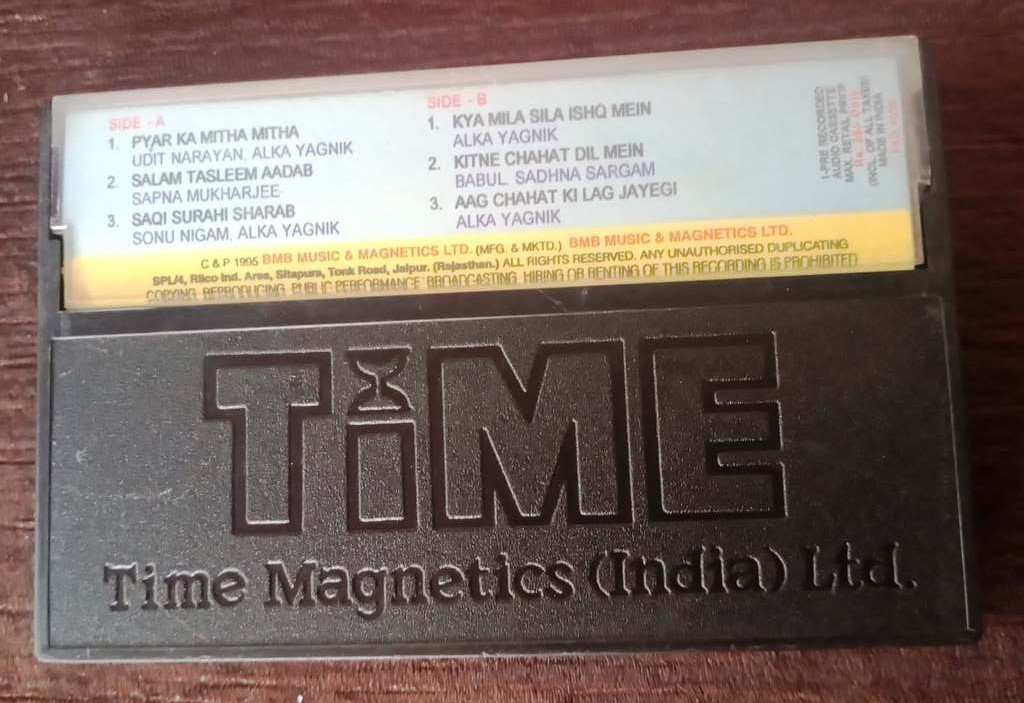 SIDE - A
1. PYAR KA MITHA MITHA
UDIT NARAYAN, ALKA YAGNIK
2. SALAM TASLEEM AADAB
SAPNA MUKHARJEE
3. SAQI SURAHI SHARAB
SONU NIGAM, ALKA YAGNIK
SIDE - B
1. KYA MILA SILA ISHQ MEIN
ALKA YAGNIK
2. KITNE CHAHAT DIL MEIN
BABUL, SADHNA SARGAM
3. AAG CHAHAT KI LAG JAYEGI
ALKA YAGNIK
1-PRE RECORDED
AUDIO CASSETTE
MAX. RETAIL PRICE
(INCL. OF ALL TAXES)
MADE IN INDIA
C & P 1995 BMB MUSIC & MAGNETICS LTD. (MFG. & MKTD.) BMB MUSIC & MAGNETICS LTD.
SPL/4, Riico Ind. Area, Sitapura, Tonk Road, Jaipur. (Rajasthan.) ALL RIGHTS RESERVED. ANY UNAUTHORISED DUPLICATING
COPYING, REPRODUCING, PUBLIC PERFORMANCE BROADCASTING, HIRING OR RENTING OF THIS RECORDING IS PROHIBITED
TiME
Time Magnetics (India) Ltd.